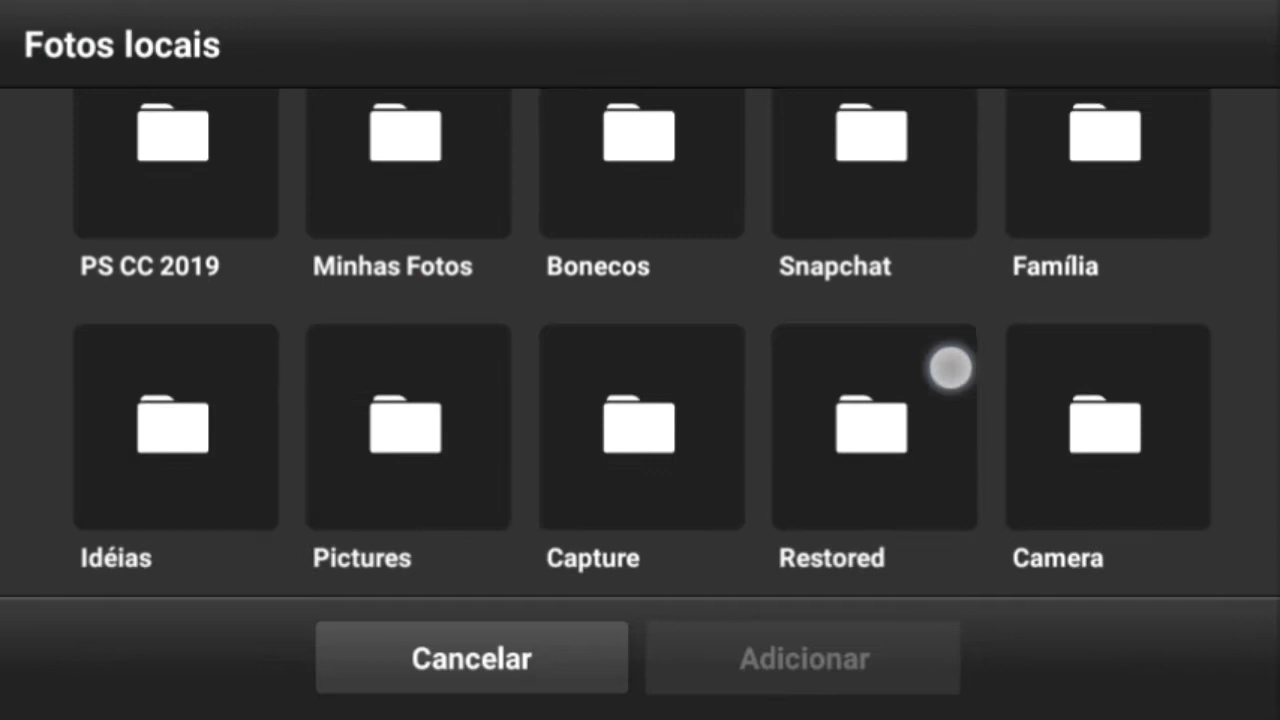 Fotos locais
PS CC 2019
Minhas Fotos
Bonecos
Snapchat
Família
Idéias
Pictures
Capture
Restored
Camera
Cancelar
Adicionar